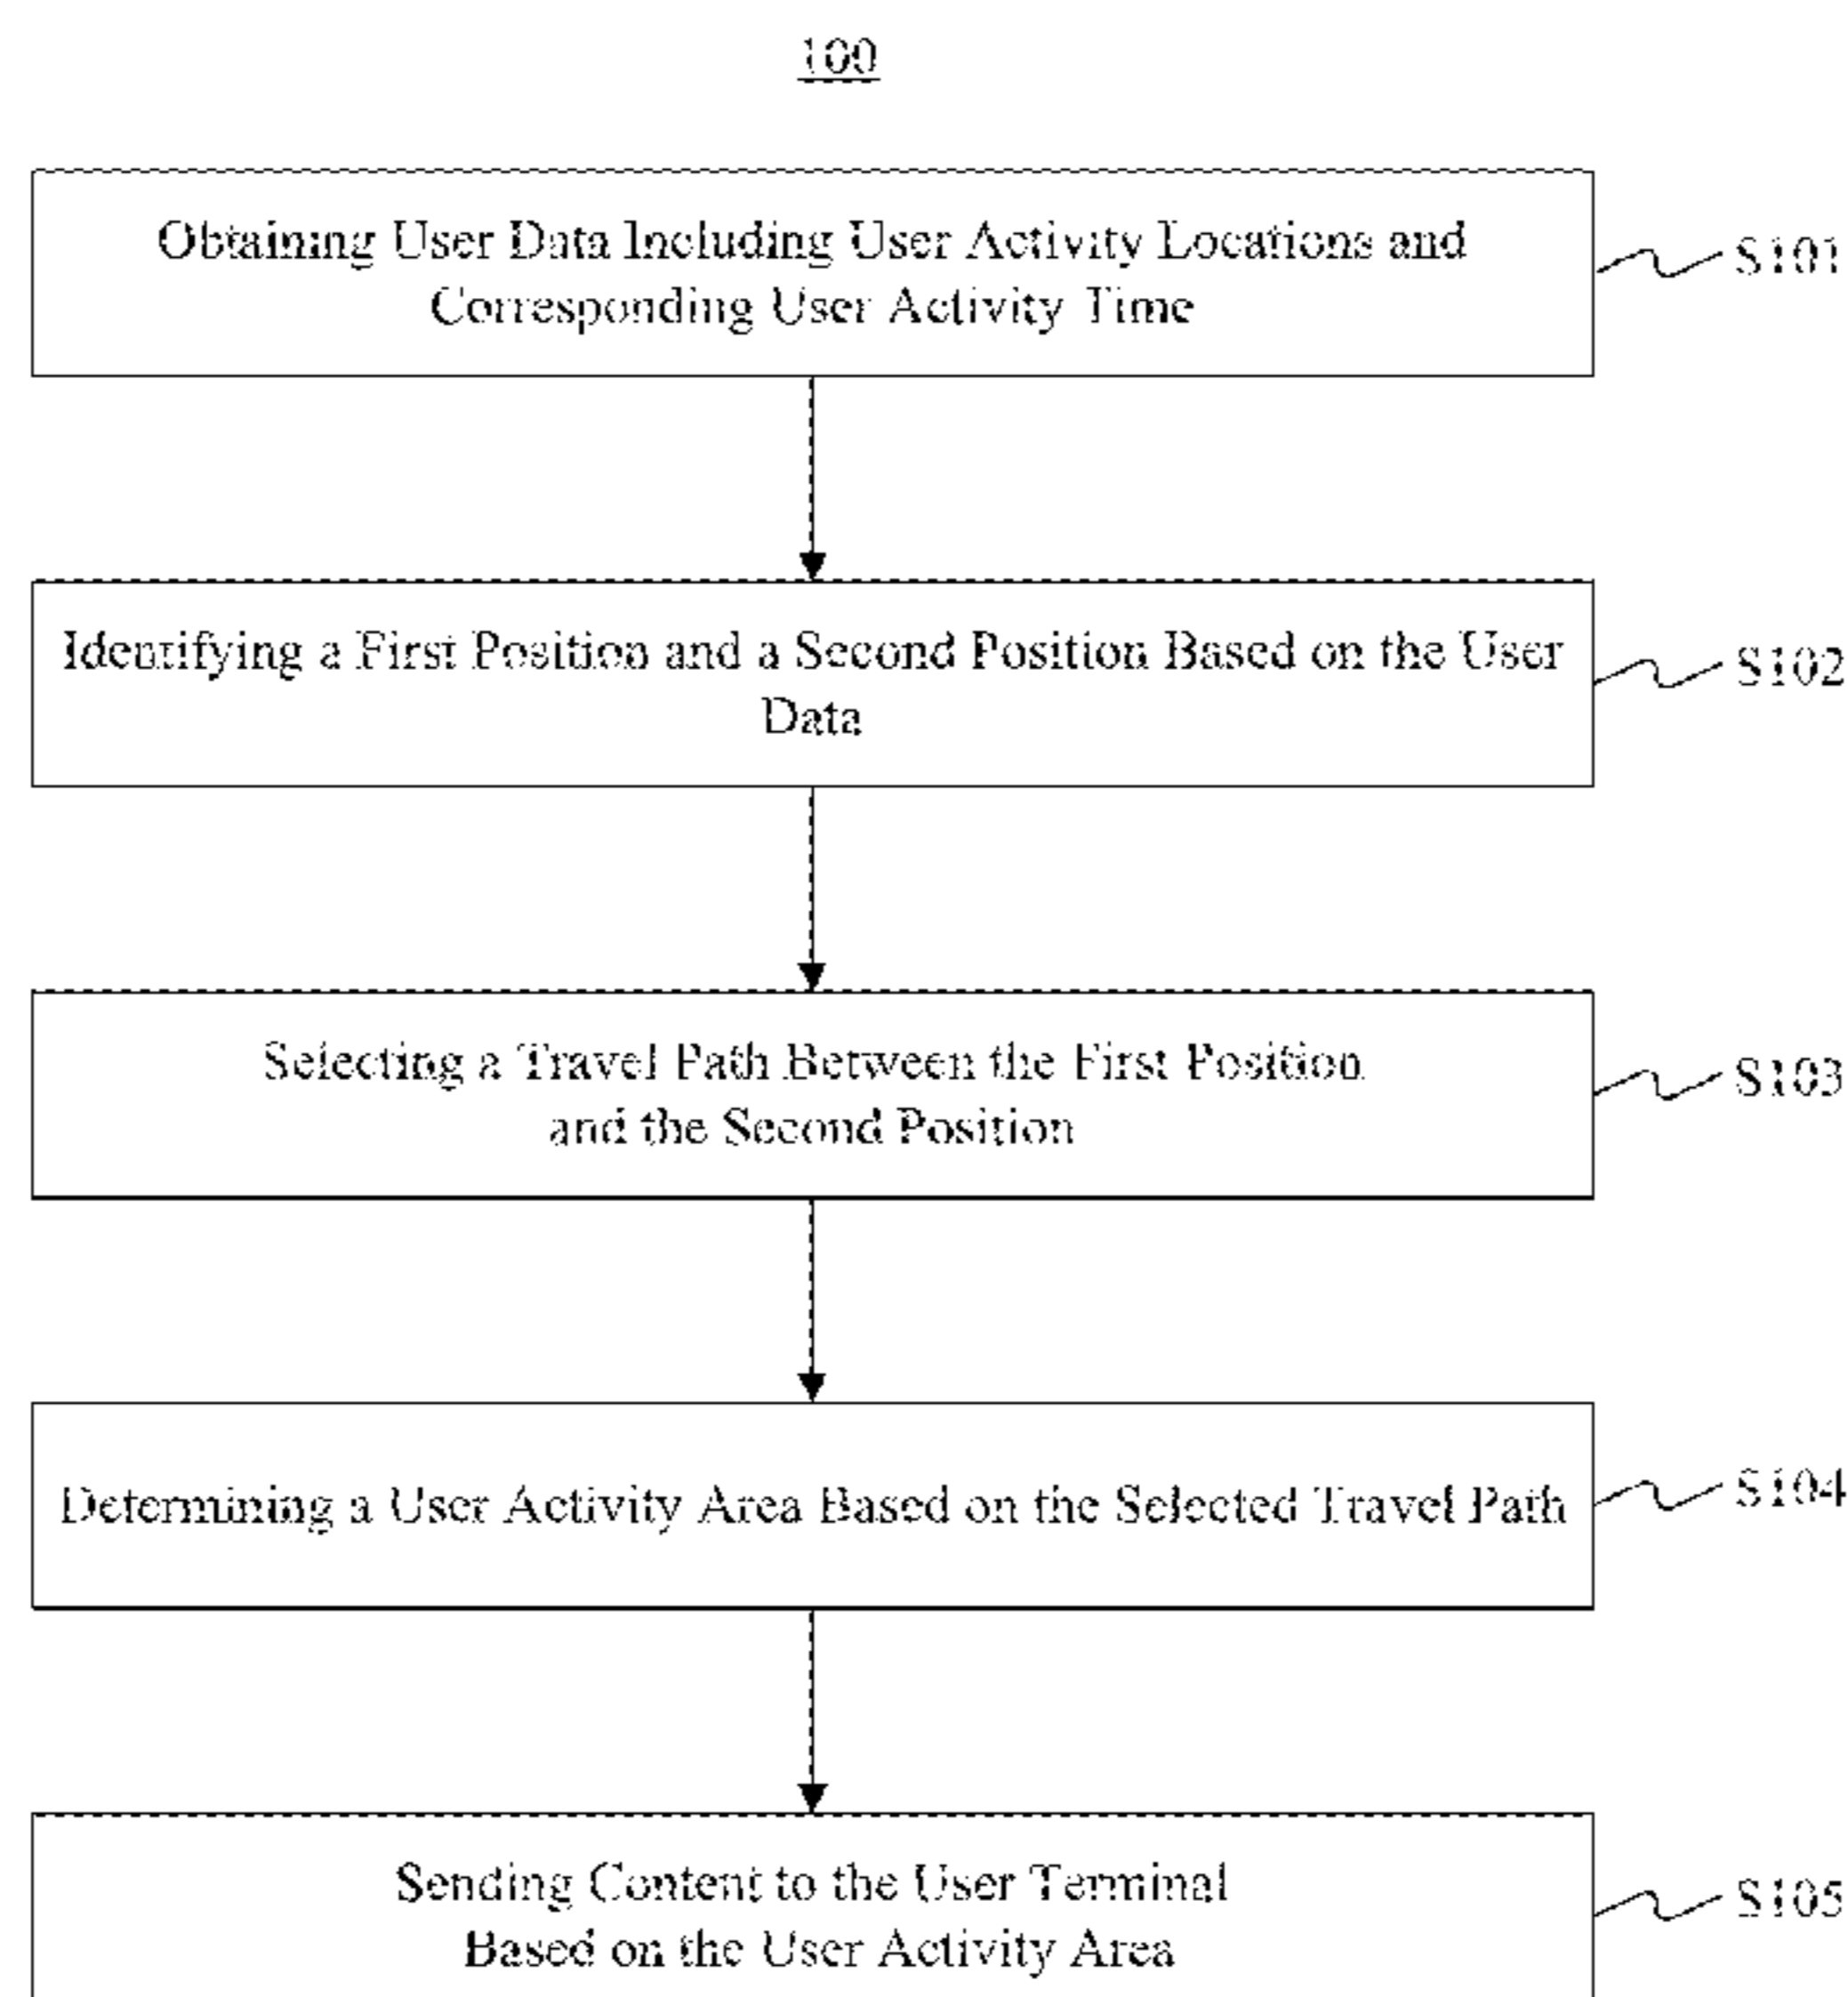 100
Obtaining User Data Including User Activity Locations and
Corresponding User Activity Time
S101
Identifying a First Position and a Second Position Based on the User
Data
S102
Selecting a Travel Path Between the First Position
and the Second Position
S103
Determining a User Activity Area Based on the Selected Travel Path
S104
Sending Content to the User Terminal
Based on the User Activity Area
S105